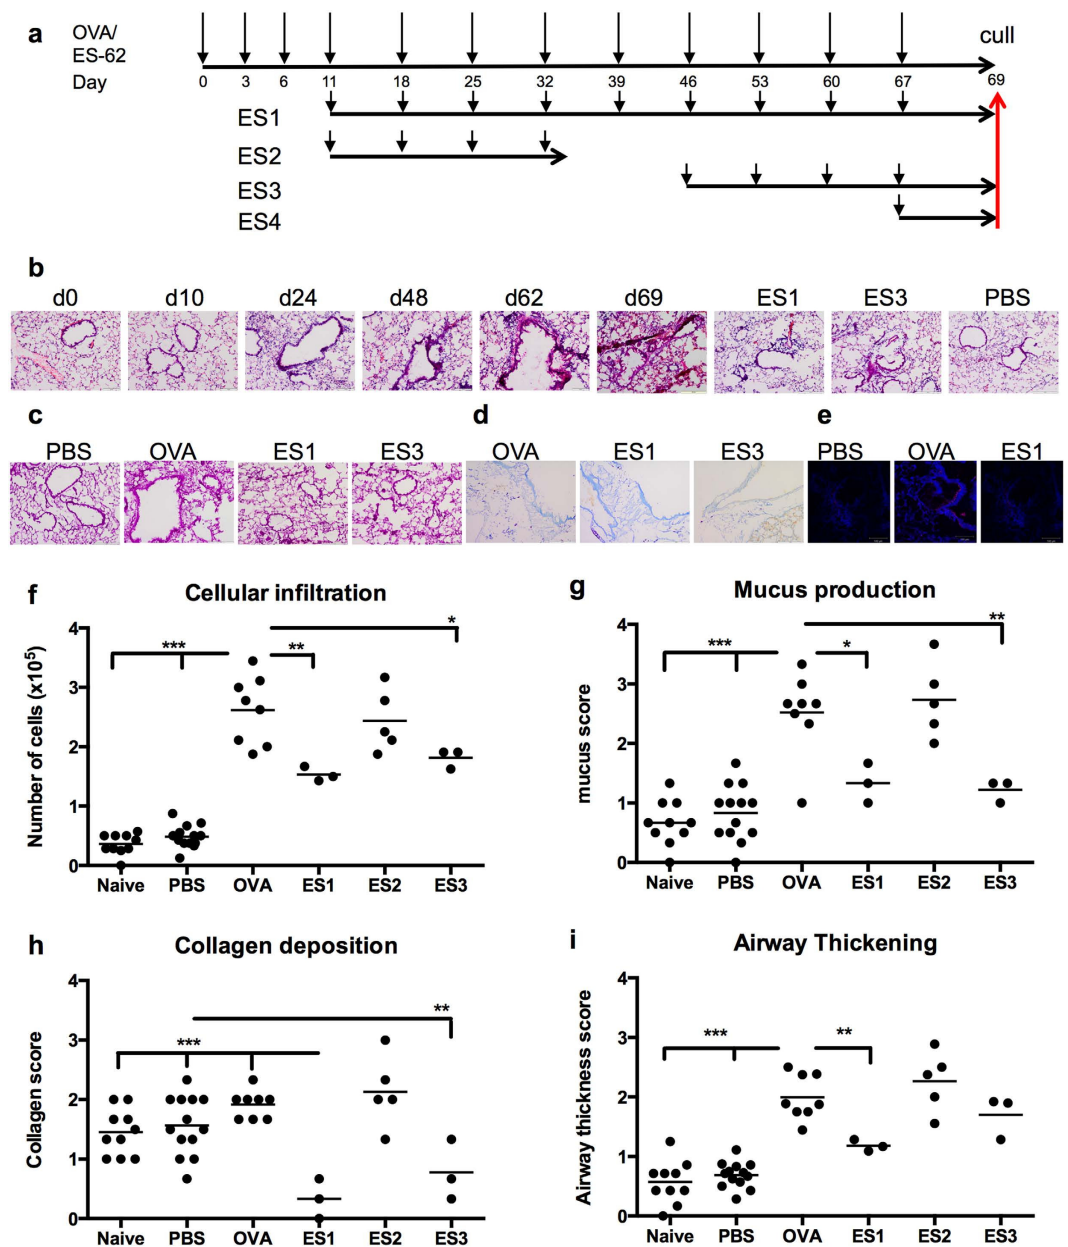 a
OVA/
ES-62
cull
Day 0 3 6 11 18 25 32 39 46 53 60 67 69
ES1
ES2
ES3
ES4
b
d0 d10 d24 d48 d62 d69 ES1 ES3 PBS
c d e
PBS OVA ES1 ES3 OVA ES1 ES3 PBS OVA ES1
f
Cellular infiltration
Number of cells (x10⁵)
4
3
2
1
0
*** ** *
Naive PBS OVA ES1 ES2 ES3
g
Mucus production
mucus score
4
3
2
1
0
*** * **
Naive PBS OVA ES1 ES2 ES3
h
Collagen deposition
Collagen score
4
3
2
1
0
*** **
Naive PBS OVA ES1 ES2 ES3
i
Airway Thickening
Airway thickness score
4
3
2
1
0
*** **
Naive PBS OVA ES1 ES2 ES3